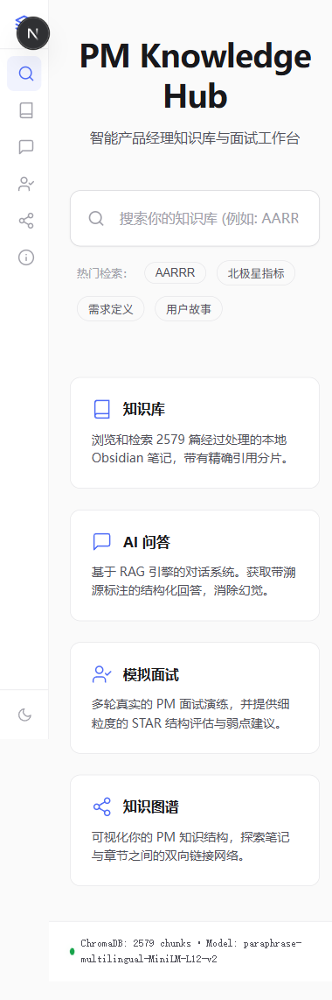 N
PM Knowledge
Hub
智能产品经理知识库与面试工作台
搜索你的知识库 (例如: AARR
热门检索：
AARRR
北极星指标
需求定义
用户故事
知识库
浏览和检索 2579 篇经过处理的本地
Obsidian 笔记，带有精确引用分片。
AI 问答
基于 RAG 引擎的对话系统。获取带溯
源标注的结构化回答，消除幻觉。
模拟面试
多轮真实的 PM 面试演练，并提供细
粒度的 STAR 结构评估与弱点建议。
知识图谱
可视化你的 PM 知识结构，探索笔记
与章节之间的双向链接网络。
ChromaDB: 2579 chunks • Model: paraphrase-
multilingual-MiniLM-L12-v2